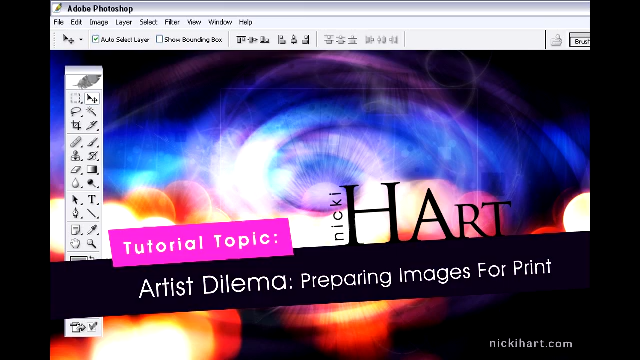 Adobe Photoshop
File Edit Image Layer Select Filter View Window Help
Auto Select Layer Show Bounding Box
Brush
nicki
HART
Tutorial Topic:
Artist Dilema: Preparing Images For Print
nickihart.com